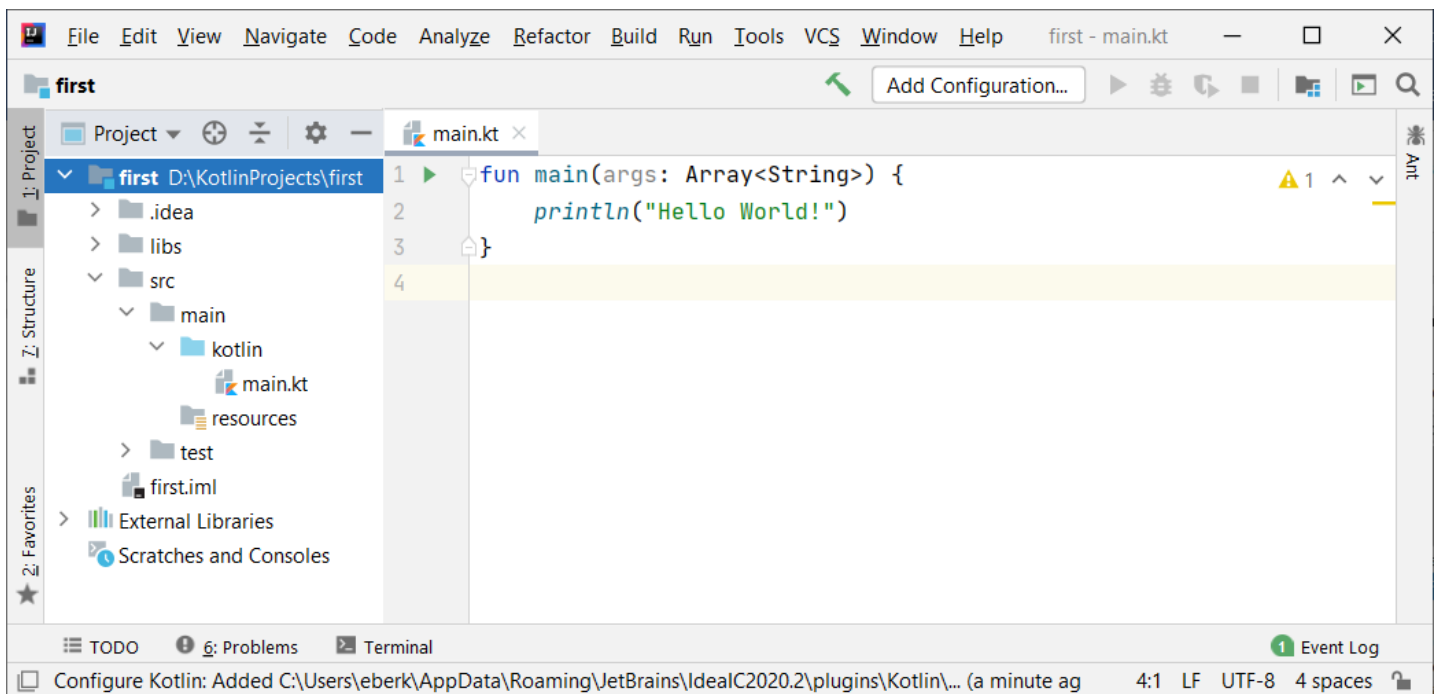 IJ File Edit View Navigate Code Analyze Refactor Build Run Tools VCS Window Help first - main.kt
first Add Configuration...
1: Project
7: Structure
2: Favorites
Project main.kt
first D:\KotlinProjects\first
.idea
libs
src
main
kotlin
main.kt
resources
test
first.iml
External Libraries
Scratches and Consoles
1 fun main(args: Array<String>) {
2 println("Hello World!")
3 }
4
1
Ant
TODO 6: Problems Terminal 1 Event Log
Configure Kotlin: Added C:\Users\eberk\AppData\Roaming\JetBrains\IdeaIC2020.2\plugins\Kotlin\... (a minute ag 4:1 LF UTF-8 4 spaces